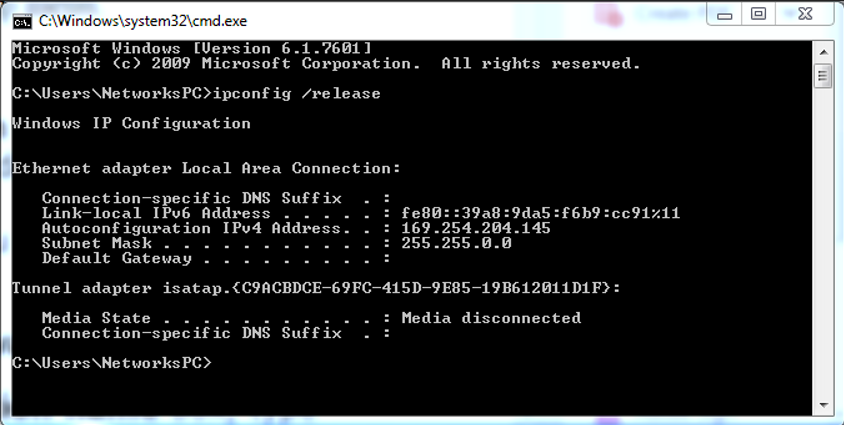 C:\Windows\system32\cmd.exe
Microsoft Windows [Version 6.1.7601]
Copyright (c) 2009 Microsoft Corporation.  All rights reserved.
C:\Users\NetworksPC>ipconfig /release
Windows IP Configuration
Ethernet adapter Local Area Connection:
   Connection-specific DNS Suffix  . :
   Link-local IPv6 Address . . . . . : fe80::39a8:9da5:f6b9:cc91%11
   Autoconfiguration IPv4 Address. . : 169.254.204.145
   Subnet Mask . . . . . . . . . . . : 255.255.0.0
   Default Gateway . . . . . . . . . :
Tunnel adapter isatap.{C9ACBDCE-69FC-415D-9E85-19B612011D1F}:
   Media State . . . . . . . . . . . : Media disconnected
   Connection-specific DNS Suffix  . :
C:\Users\NetworksPC>